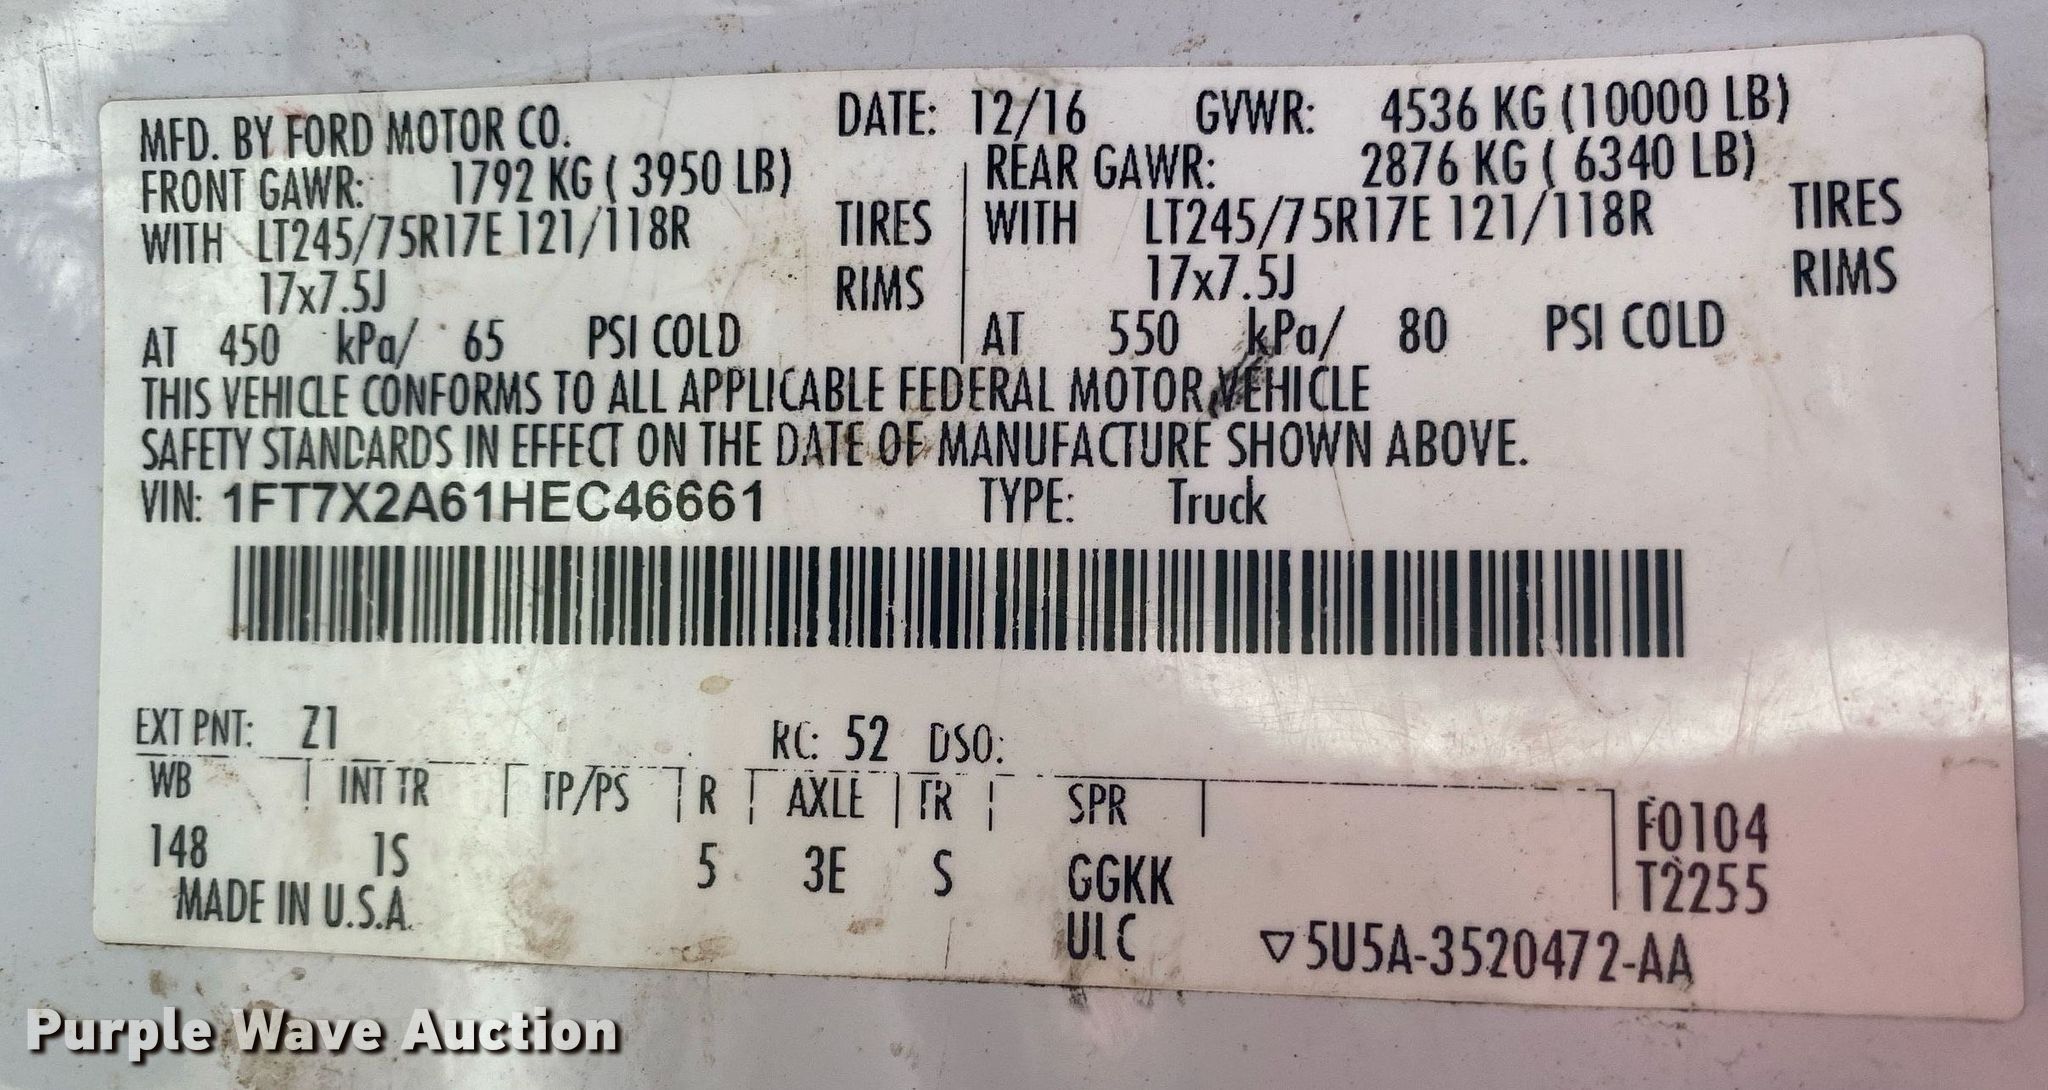 MFD. BY FORD MOTOR CO. DATE: 12/16 GVWR: 4536 KG (10000 LB)
FRONT GAWR: 1792 KG ( 3950 LB) REAR GAWR: 2876 KG ( 6340 LB)
WITH LT245/75R17E 121/118R TIRES WITH LT245/75R17E 121/118R TIRES
17x7.5J RIMS 17x7.5J RIMS
AT 450 kPa/ 65 PSI COLD AT 550 kPa/ 80 PSI COLD
THIS VEHICLE CONFORMS TO ALL APPLICABLE FEDERAL MOTOR VEHICLE
SAFETY STANDARDS IN EFFECT ON THE DATE OF MANUFACTURE SHOWN ABOVE.
VIN: 1FT7X2A61HEC46661 TYPE: Truck
EXT PNT: Z1 RC: 52 DSO:
WB INT TR TP/PS R AXLE TR SPR F0104
148 1S 5 3E S GGKK T2255
MADE IN U.S.A. ULC ▽5U5A-3520472-AA
Purple Wave Auction